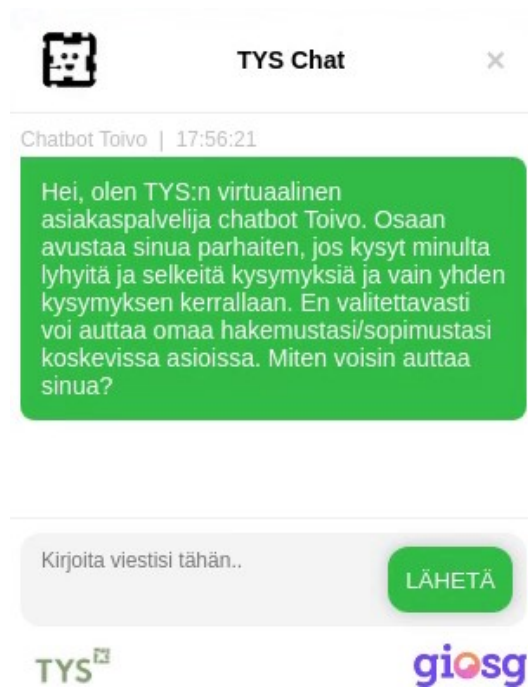 TYS Chat
×
Chatbot Toivo | 17:56:21
Hei, olen TYS:n virtuaalinen
asiakaspalvelija chatbot Toivo. Osaan
avustaa sinua parhaiten, jos kysyt minulta
lyhyitä ja selkeitä kysymyksiä ja vain yhden
kysymyksen kerrallaan. En valitettavasti
voi auttaa omaa hakemustasi/sopimustasi
koskevissa asioissa. Miten voisin auttaa
sinua?
Kirjoita viestisi tähän..
LÄHETÄ
TYS
giosg